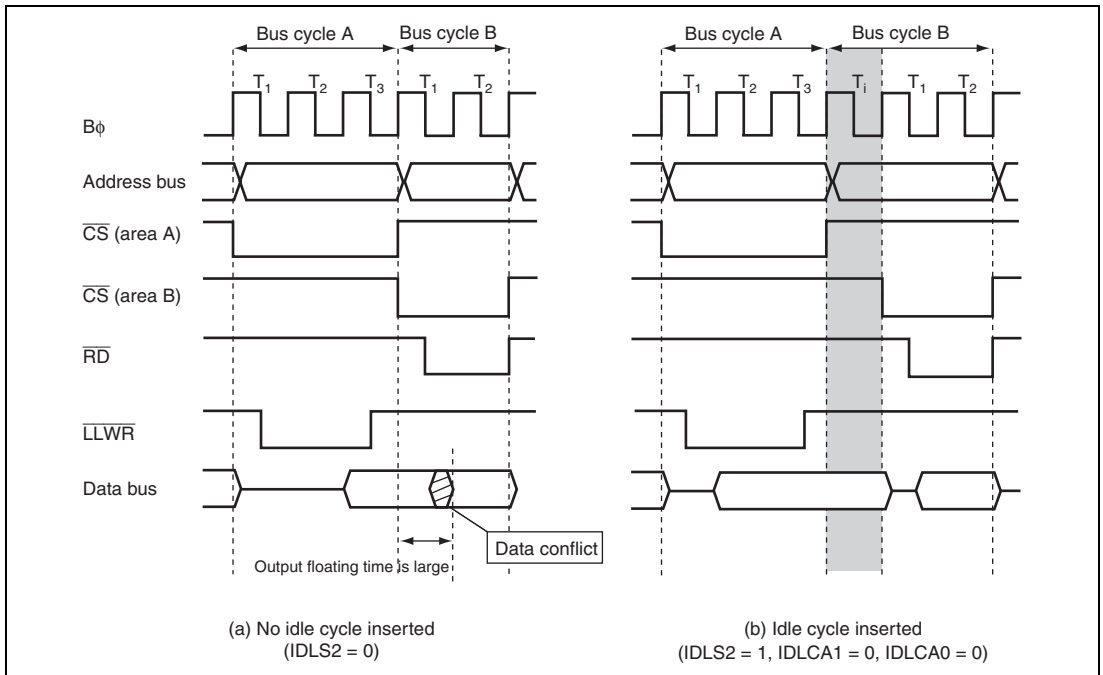 Bus cycle A Bus cycle B Bus cycle A Bus cycle B
T1 T2 T3 T1 T2 T1 T2 T3 Ti T1 T2
Bϕ
Address bus
CS (area A)
CS (area B)
RD
LLWR
Data bus
Data conflict
Output floating time is large
(a) No idle cycle inserted
(IDLS2 = 0)
(b) Idle cycle inserted
(IDLS2 = 1, IDLCA1 = 0, IDLCA0 = 0)